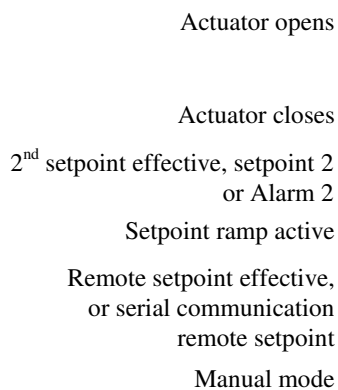 Actuator opens
Actuator closes
2nd setpoint effective, setpoint 2
or Alarm 2
Setpoint ramp active
Remote setpoint effective,
or serial communication
remote setpoint
Manual mode